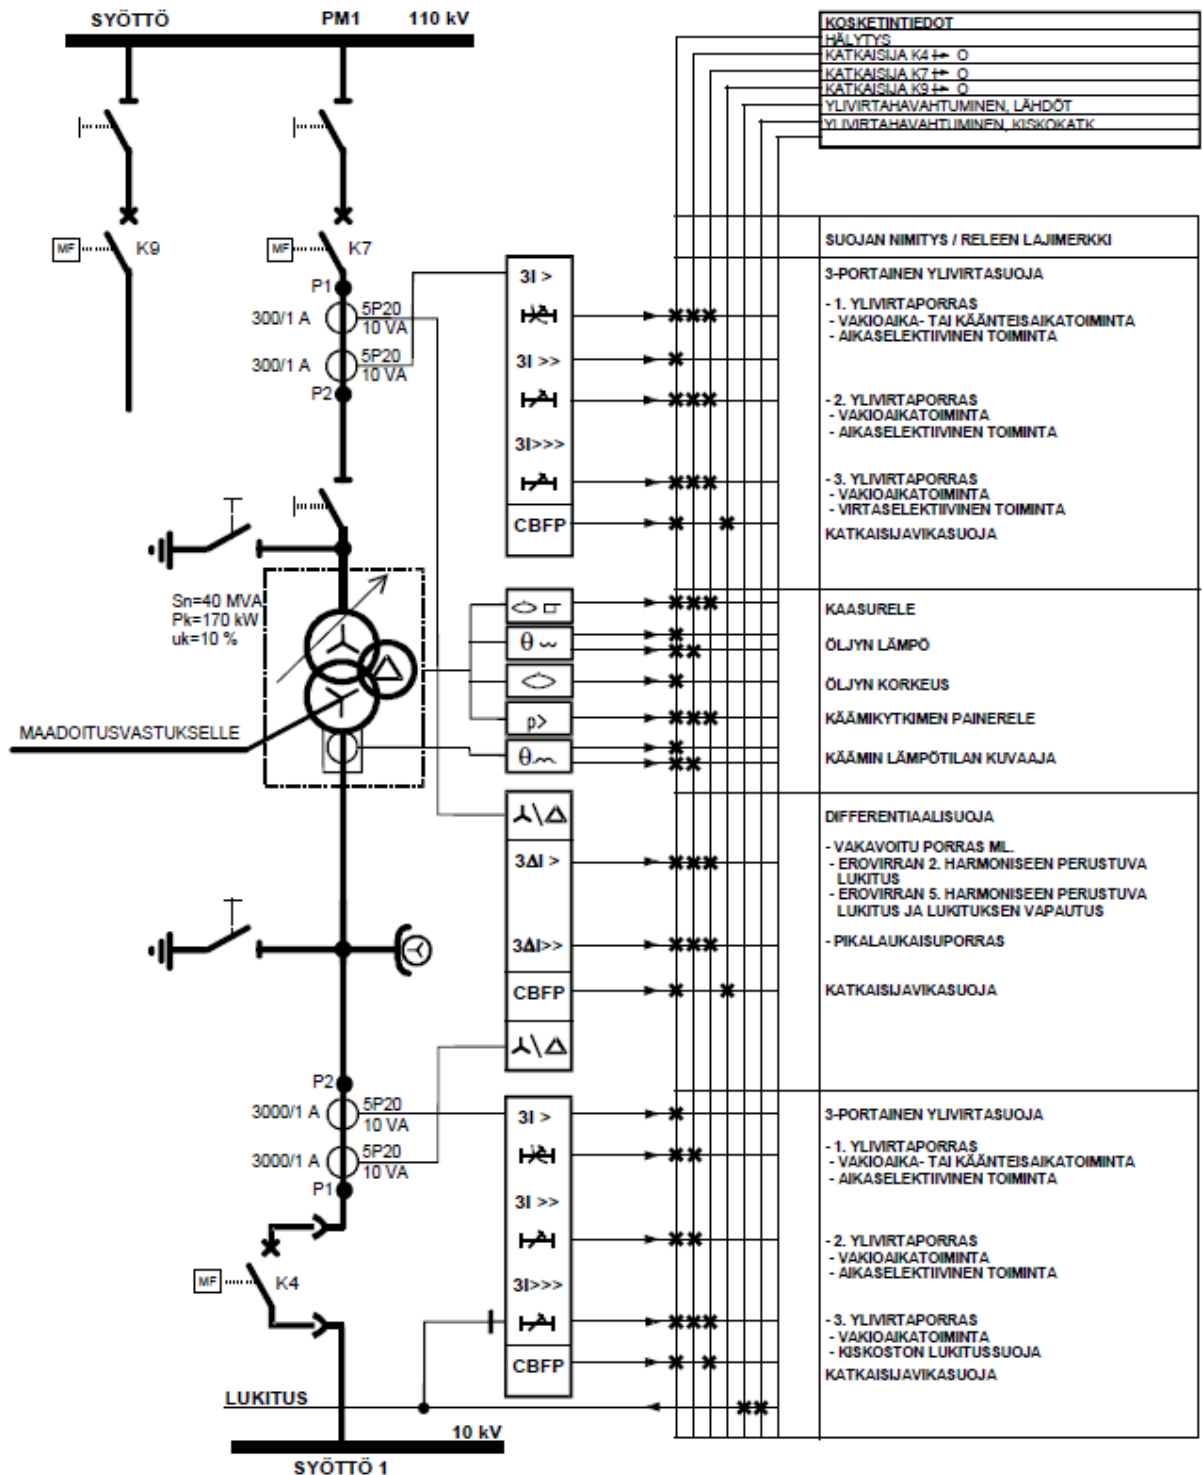 SYÖTTÖ
PM1
110 kV
KOSKETINTIEDOT
HÄLYTYS
KATKAISIJA K4 O
KATKAISIJA K7 O
KATKAISIJA K9 O
YLIVIRTAHAVAHTUMINEN, LÄHDÖT
YLIVIRTAHAVAHTUMINEN, KISKOKATK
MF
K9
MF
K7
P1
300/1 A
5P20
10 VA
300/1 A
5P20
10 VA
P2
3I >
3I >>
3I>>>
CBFP
SUOJAN NIMITYS / RELEEN LAJIMERKKI
3-PORTAINEN YLIVIRTASUOJA
- 1. YLIVIRTAPORRAS
- VAKIOAIKA- TAI KÄÄNTEISAIKATOIMINTA
- AIKASELEKTIIVINEN TOIMINTA
- 2. YLIVIRTAPORRAS
- VAKIOAIKATOIMINTA
- AIKASELEKTIIVINEN TOIMINTA
- 3. YLIVIRTAPORRAS
- VAKIOAIKATOIMINTA
- VIRTASELEKTIIVINEN TOIMINTA
KATKAISIJAVIKASUOJA
Sn=40 MVA
Pk=170 kW
uk=10 %
MAADOITUSVASTUKSELLE
θ
p>
θ
KAASURELE
ÖLJYN LÄMPÖ
ÖLJYN KORKEUS
KÄÄMIKYTKIMEN PAINERELE
KÄÄMIN LÄMPÖTILAN KUVAAJA
3ΔI >
3ΔI>>
CBFP
DIFFERENTIAALISUOJA
- VAKAVOITU PORRAS ML.
- EROVIRRAN 2. HARMONISEEN PERUSTUVA
LUKITUS
- EROVIRRAN 5. HARMONISEEN PERUSTUVA
LUKITUS JA LUKITUKSEN VAPAUTUS
- PIKALAUKAISUPORRAS
KATKAISIJAVIKASUOJA
P2
3000/1 A
5P20
10 VA
3000/1 A
5P20
10 VA
P1
MF
K4
3I >
3I >>
3I>>>
CBFP
3-PORTAINEN YLIVIRTASUOJA
- 1. YLIVIRTAPORRAS
- VAKIOAIKA- TAI KÄÄNTEISAIKATOIMINTA
- AIKASELEKTIIVINEN TOIMINTA
- 2. YLIVIRTAPORRAS
- VAKIOAIKATOIMINTA
- AIKASELEKTIIVINEN TOIMINTA
- 3. YLIVIRTAPORRAS
- VAKIOAIKATOIMINTA
- KISKOSTON LUKITUSSUOJA
KATKAISIJAVIKASUOJA
LUKITUS
10 kV
SYÖTTÖ 1